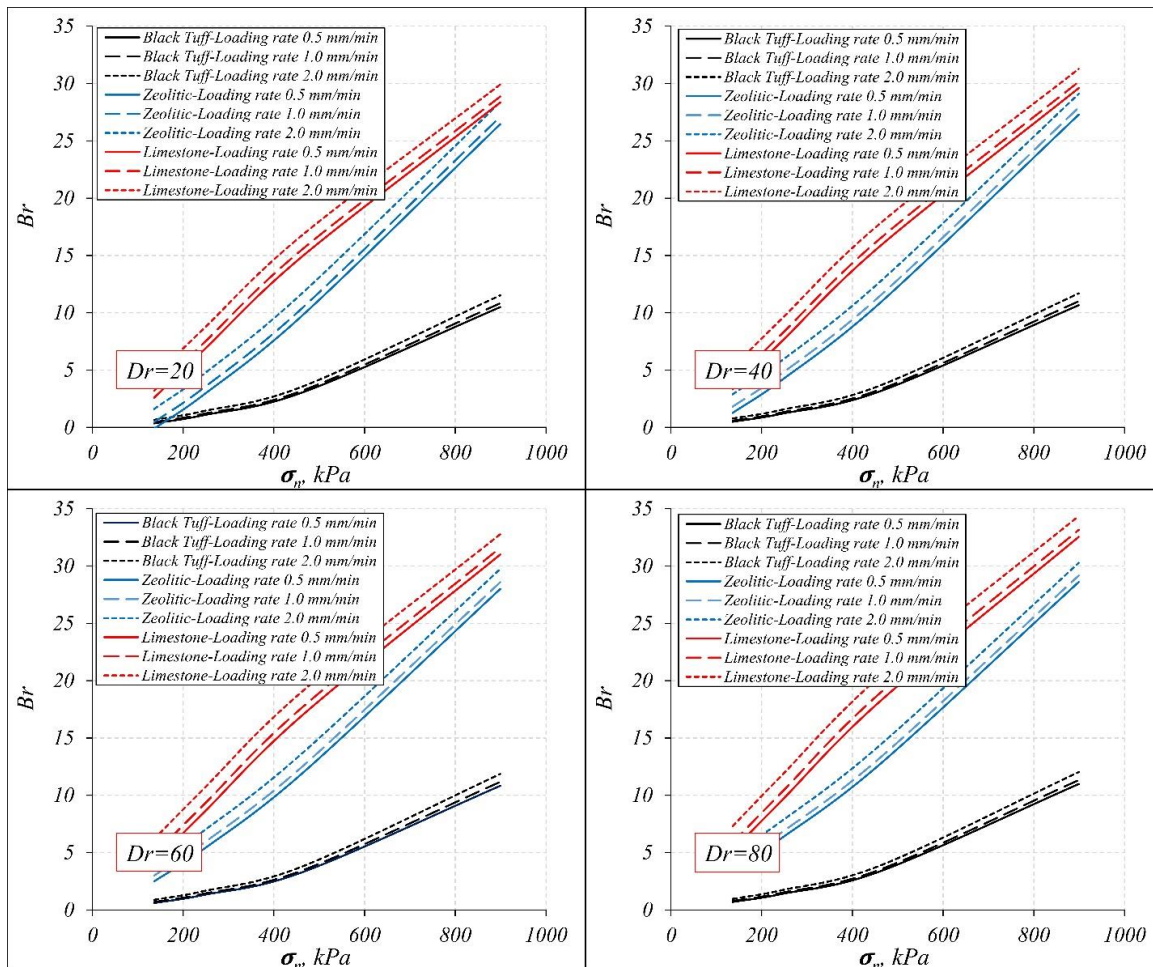 35
30
25
20
15
10
5
0
Br
Black Tuff-Loading rate 0.5 mm/min
Black Tuff-Loading rate 1.0 mm/min
Black Tuff-Loading rate 2.0 mm/min
Zeolitic-Loading rate 0.5 mm/min
Zeolitic-Loading rate 1.0 mm/min
Zeolitic-Loading rate 2.0 mm/min
Limestone-Loading rate 0.5 mm/min
Limestone-Loading rate 1.0 mm/min
Limestone-Loading rate 2.0 mm/min
Dr=20
0 200 400 600 800 1000
σn, kPa
35
30
25
20
15
10
5
0
Br
Black Tuff-Loading rate 0.5 mm/min
Black Tuff-Loading rate 1.0 mm/min
Black Tuff-Loading rate 2.0 mm/min
Zeolitic-Loading rate 0.5 mm/min
Zeolitic-Loading rate 1.0 mm/min
Zeolitic-Loading rate 2.0 mm/min
Limestone-Loading rate 0.5 mm/min
Limestone-Loading rate 1.0 mm/min
Limestone-Loading rate 2.0 mm/min
Dr=40
0 200 400 600 800 1000
σn, kPa
35
30
25
20
15
10
5
0
Br
Black Tuff-Loading rate 0.5 mm/min
Black Tuff-Loading rate 1.0 mm/min
Black Tuff-Loading rate 2.0 mm/min
Zeolitic-Loading rate 0.5 mm/min
Zeolitic-Loading rate 1.0 mm/min
Zeolitic-Loading rate 2.0 mm/min
Limestone-Loading rate 0.5 mm/min
Limestone-Loading rate 1.0 mm/min
Limestone-Loading rate 2.0 mm/min
Dr=60
0 200 400 600 800 1000
σn, kPa
35
30
25
20
15
10
5
0
Br
Black Tuff-Loading rate 0.5 mm/min
Black Tuff-Loading rate 1.0 mm/min
Black Tuff-Loading rate 2.0 mm/min
Zeolitic-Loading rate 0.5 mm/min
Zeolitic-Loading rate 1.0 mm/min
Zeolitic-Loading rate 2.0 mm/min
Limestone-Loading rate 0.5 mm/min
Limestone-Loading rate 1.0 mm/min
Limestone-Loading rate 2.0 mm/min
Dr=80
0 200 400 600 800 1000
σn, kPa